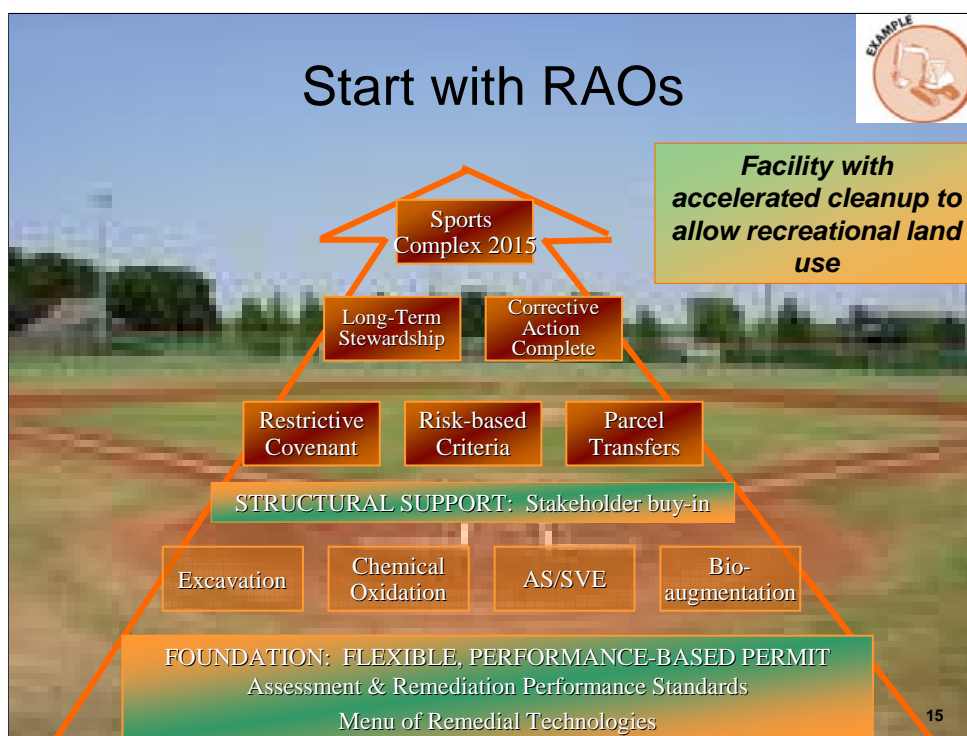 Start with RAOs
EXAMPLE
Facility with
accelerated cleanup to
allow recreational land
use
Sports
Complex 2015
Long-Term
Stewardship
Corrective
Action
Complete
Restrictive
Covenant
Risk-based
Criteria
Parcel
Transfers
STRUCTURAL SUPPORT: Stakeholder buy-in
Excavation
Chemical
Oxidation
AS/SVE
Bio-
augmentation
FOUNDATION: FLEXIBLE, PERFORMANCE-BASED PERMIT
Assessment & Remediation Performance Standards
Menu of Remedial Technologies
15